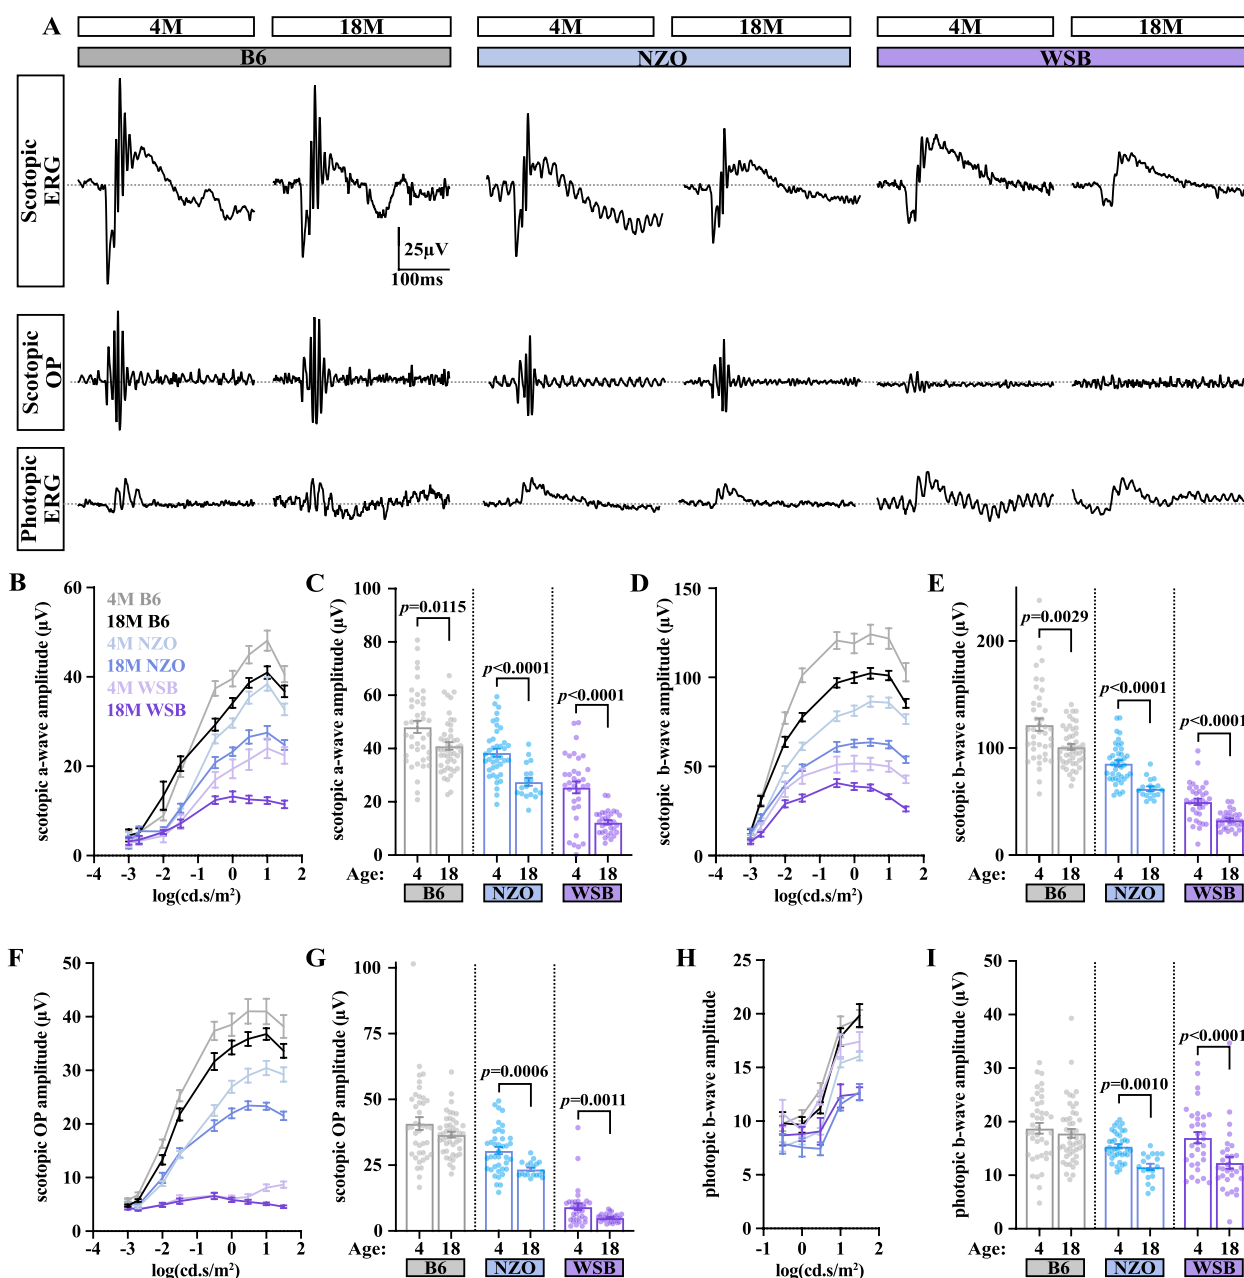 A 4M 18M 4M 18M 4M 18M
B6 NZO WSB
Scotopic
ERG
25μV
100ms
Scotopic
OP
Photopic
ERG
B
scotopic a-wave amplitude (μV)
60
40
20
0
-4 -3 -2 -1 0 1 2
log(cd.s/m²)
4M B6
18M B6
4M NZO
18M NZO
4M WSB
18M WSB
C
scotopic a-wave amplitude (μV)
100
80
60
40
20
0
p=0.0115
p<0.0001
p<0.0001
Age: 4 18 4 18 4 18
B6 NZO WSB
D
scotopic b-wave amplitude (μV)
150
100
50
0
-4 -3 -2 -1 0 1 2
log(cd.s/m²)
E
scotopic b-wave amplitude (μV)
200
100
0
p=0.0029
p<0.0001
p<0.0001
Age: 4 18 4 18 4 18
B6 NZO WSB
F
scotopic OP amplitude (μV)
50
40
30
20
10
0
-4 -3 -2 -1 0 1 2
log(cd.s/m²)
G
scotopic OP amplitude (μV)
100
75
50
25
0
p=0.0006
p=0.0011
Age: 4 18 4 18 4 18
B6 NZO WSB
H
photopic b-wave amplitude
25
20
15
10
5
0
-1 0 1 2
log(cd.s/m²)
I
photopic b-wave amplitude (μV)
50
40
30
20
10
0
p=0.0010
p<0.0001
Age: 4 18 4 18 4 18
B6 NZO WSB